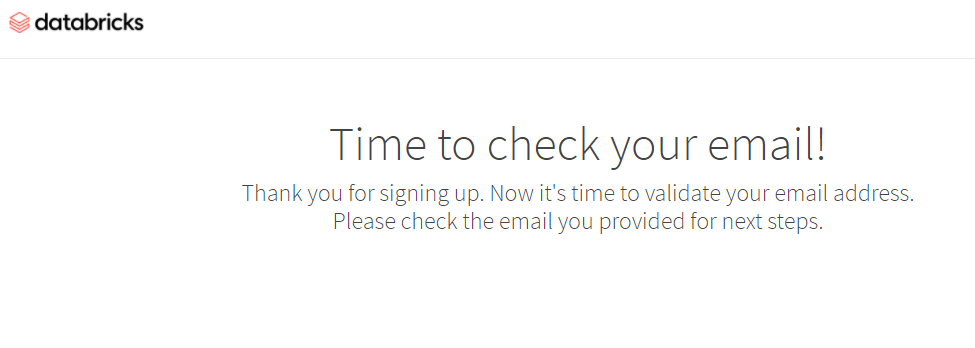 databricks
Time to check your email!
Thank you for signing up. Now it's time to validate your email address.
Please check the email you provided for next steps.